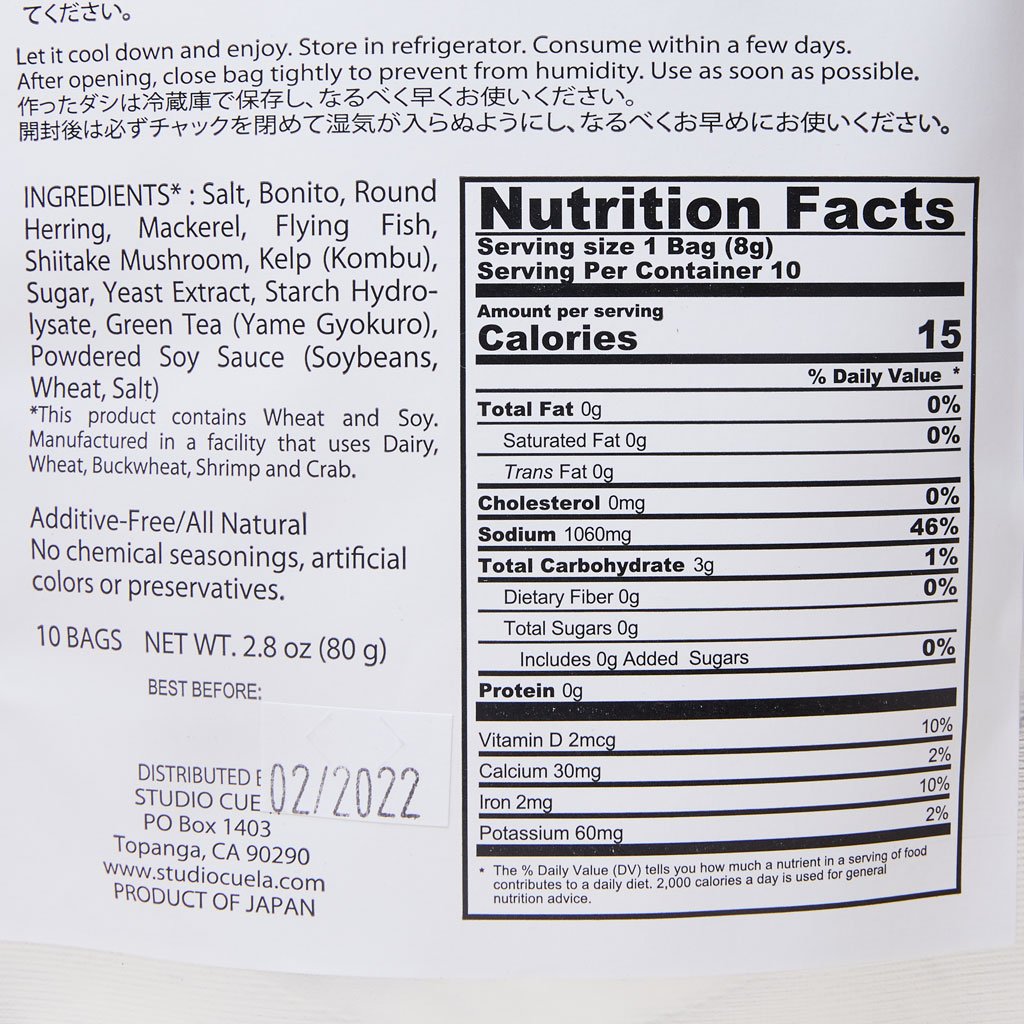 てください。
Let it cool down and enjoy. Store in refrigerator. Consume within a few days.
After opening, close bag tightly to prevent from humidity. Use as soon as possible.
作ったダシは冷蔵庫で保存し、なるべく早くお使いください。
開封後は必ずチャックを閉めて湿気が入らぬようにし、なるべくお早めにお使いください。
INGREDIENTS* : Salt, Bonito, Round
Herring, Mackerel, Flying Fish,
Shiitake Mushroom, Kelp (Kombu),
Sugar, Yeast Extract, Starch Hydro-
lysate, Green Tea (Yame Gyokuro),
Powdered Soy Sauce (Soybeans,
Wheat, Salt)
*This product contains Wheat and Soy.
Manufactured in a facility that uses Dairy,
Wheat, Buckwheat, Shrimp and Crab.
Additive-Free/All Natural
No chemical seasonings, artificial
colors or preservatives.
10 BAGS NET WT. 2.8 oz (80 g)
BEST BEFORE:
02/2022
DISTRIBUTED
STUDIO CUE
PO Box 1403
Topanga, CA 90290
www.studiocuela.com
PRODUCT OF JAPAN
Nutrition Facts
Serving size 1 Bag (8g)
Serving Per Container 10
Amount per serving
Calories 15
% Daily Value *
Total Fat 0g 0%
Saturated Fat 0g 0%
Trans Fat 0g
Cholesterol 0mg 0%
Sodium 1060mg 46%
Total Carbohydrate 3g 1%
Dietary Fiber 0g 0%
Total Sugars 0g
Includes 0g Added Sugars 0%
Protein 0g
Vitamin D 2mcg 10%
Calcium 30mg 2%
Iron 2mg 10%
Potassium 60mg 2%
* The % Daily Value (DV) tells you how much a nutrient in a serving of food
contributes to a daily diet. 2,000 calories a day is used for general
nutrition advice.